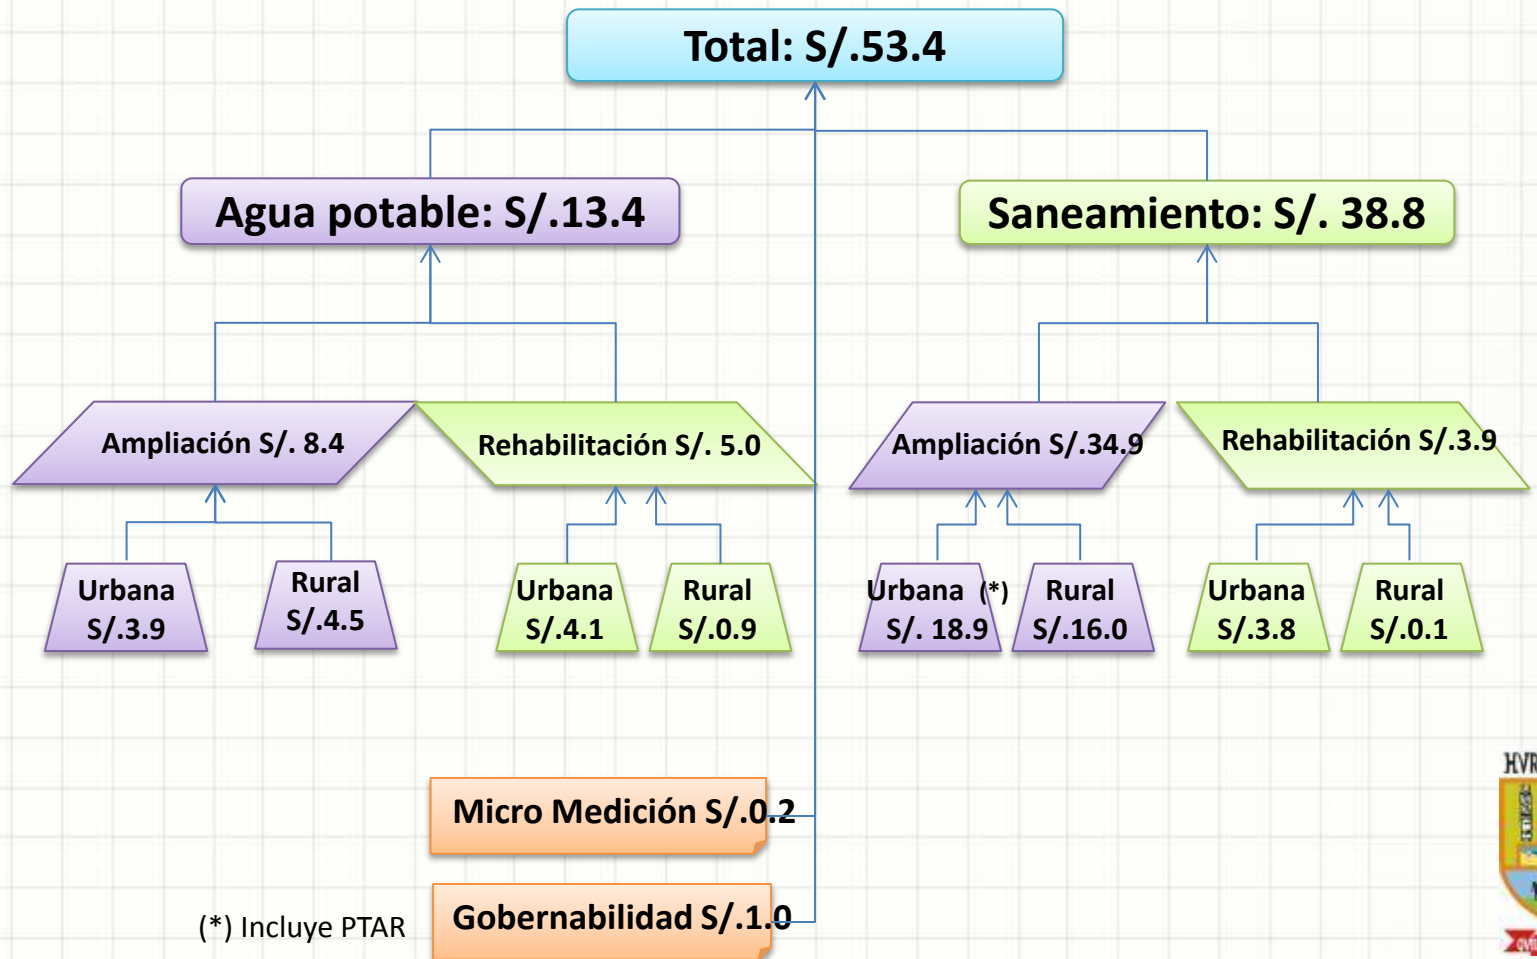 Total: S/.53.4
Agua potable: S/.13.4
Saneamiento: S/. 38.8
Ampliación S/. 8.4
Rehabilitación S/. 5.0
Ampliación S/.34.9
Rehabilitación S/.3.9
Urbana
S/.3.9
Rural
S/.4.5
Urbana
S/.4.1
Rural
S/.0.9
Urbana (*)
S/. 18.9
Rural
S/.16.0
Urbana
S/.3.8
Rural
S/.0.1
Micro Medición S/.0.2
Gobernabilidad S/.1.0
(*) Incluye PTAR